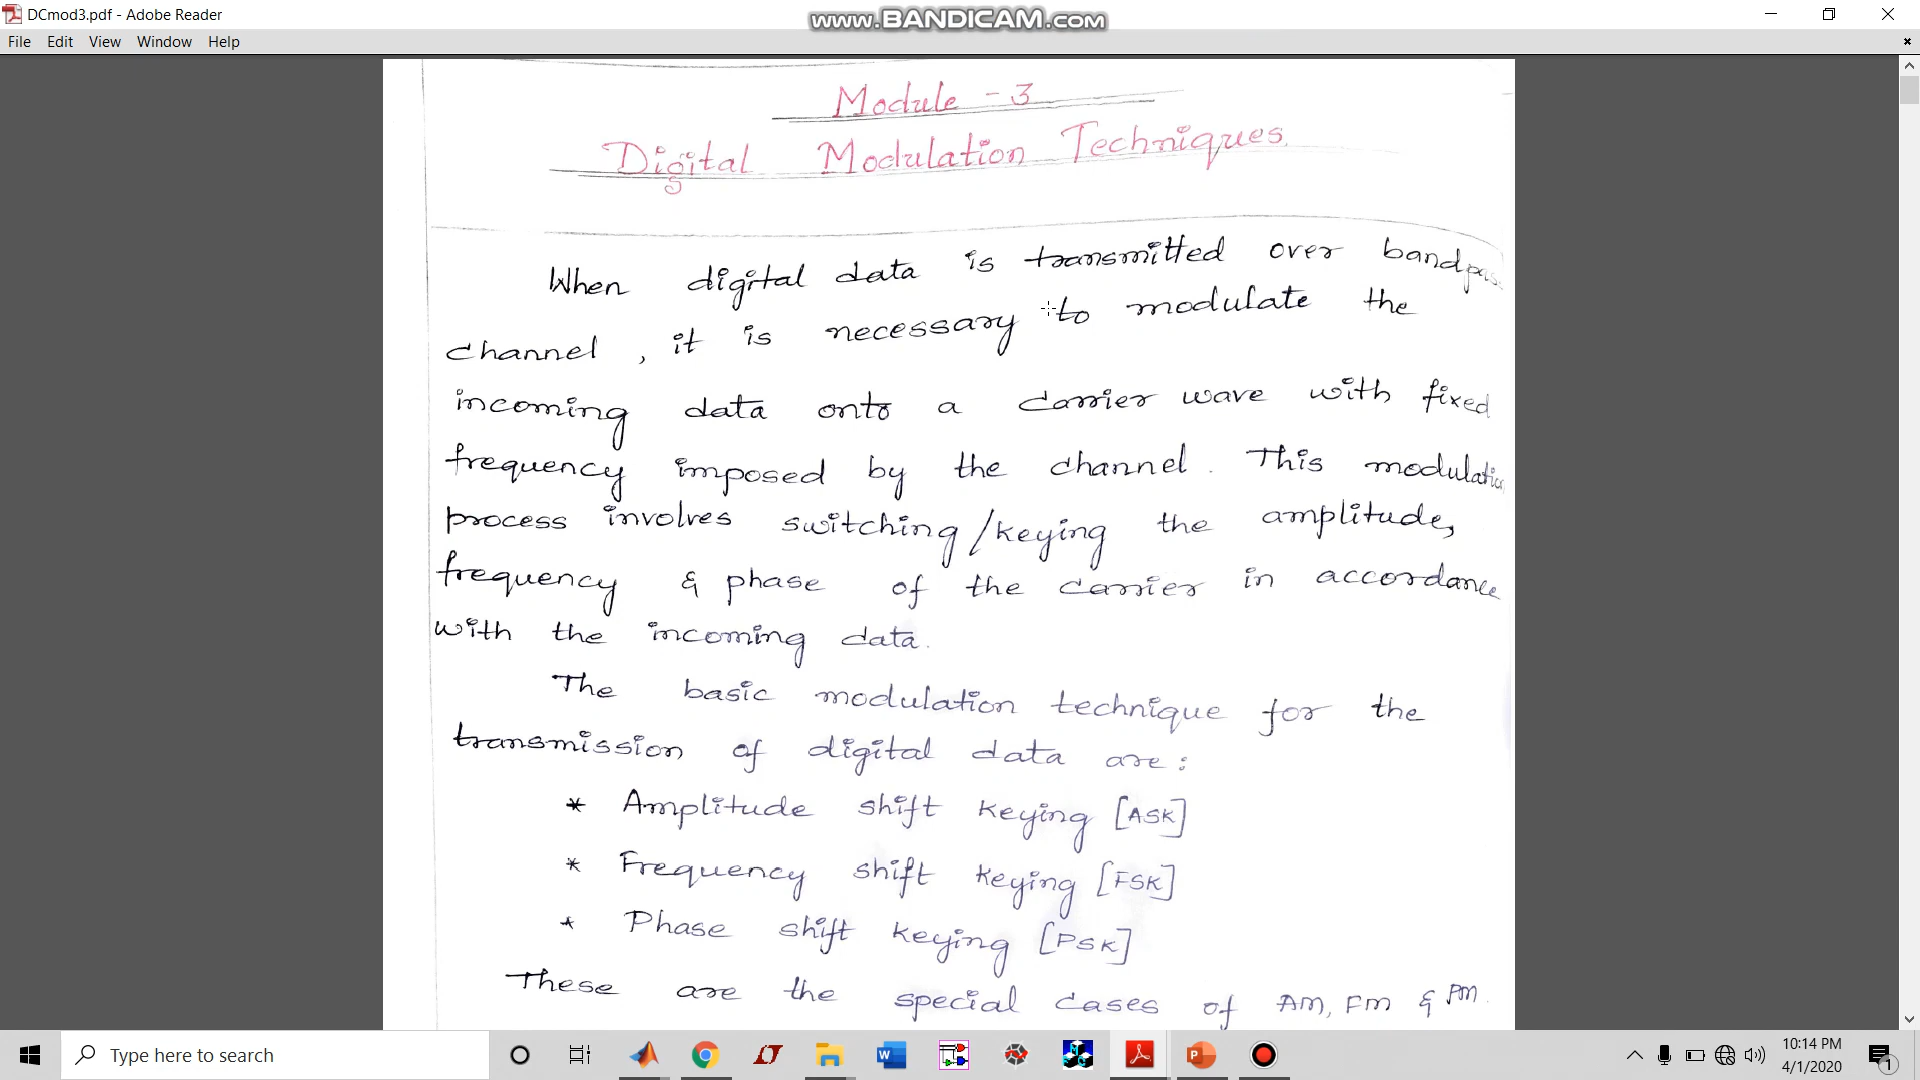 DCmod3.pdf - Adobe Reader
www.BANDICAM.com
File Edit View Window Help
Module - 3
Digital Modulation Techniques.
When digital data is transmitted over bandpass
channel, it is necessary to modulate the
incoming data onto a carrier wave with fixed
frequency imposed by the channel. This modulation
process involves switching/keying the amplitude,
frequency & phase of the carrier in accordance
with the incoming data.
The basic modulation technique for the
transmission of digital data are:
* Amplitude shift keying [ASK]
* Frequency shift keying [FSK]
* Phase shift keying [PSK]
These are the special cases of AM, FM & PM.
Type here to search
10:14 PM
4/1/2020
1